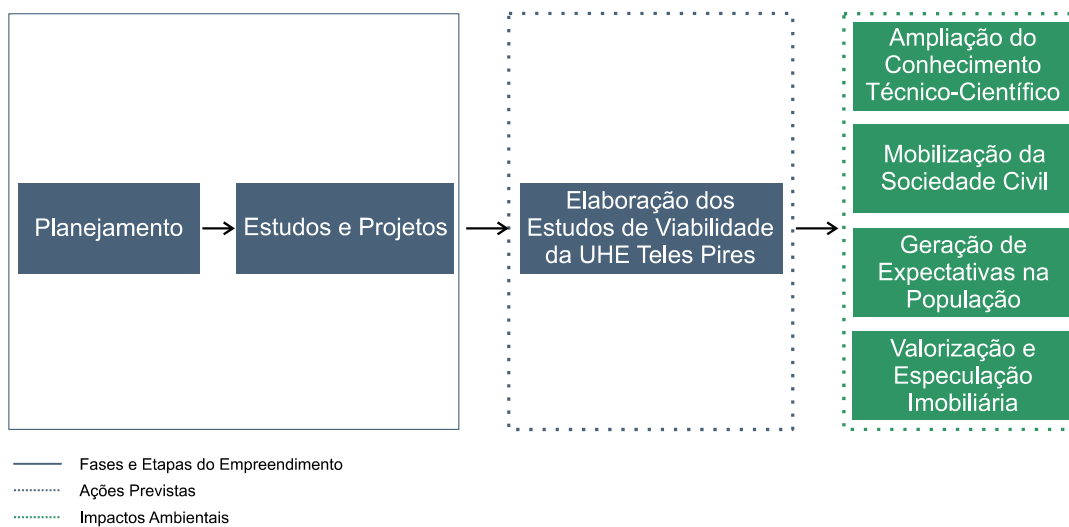 Planejamento
Estudos e Projetos
Elaboração dos
Estudos de Viabilidade
da UHE Teles Pires
Ampliação do
Conhecimento
Técnico-Científico
Mobilização da
Sociedade Civil
Geração de
Expectativas na
População
Valorização e
Especulação
Imobiliária
Fases e Etapas do Empreendimento
Ações Previstas
Impactos Ambientais